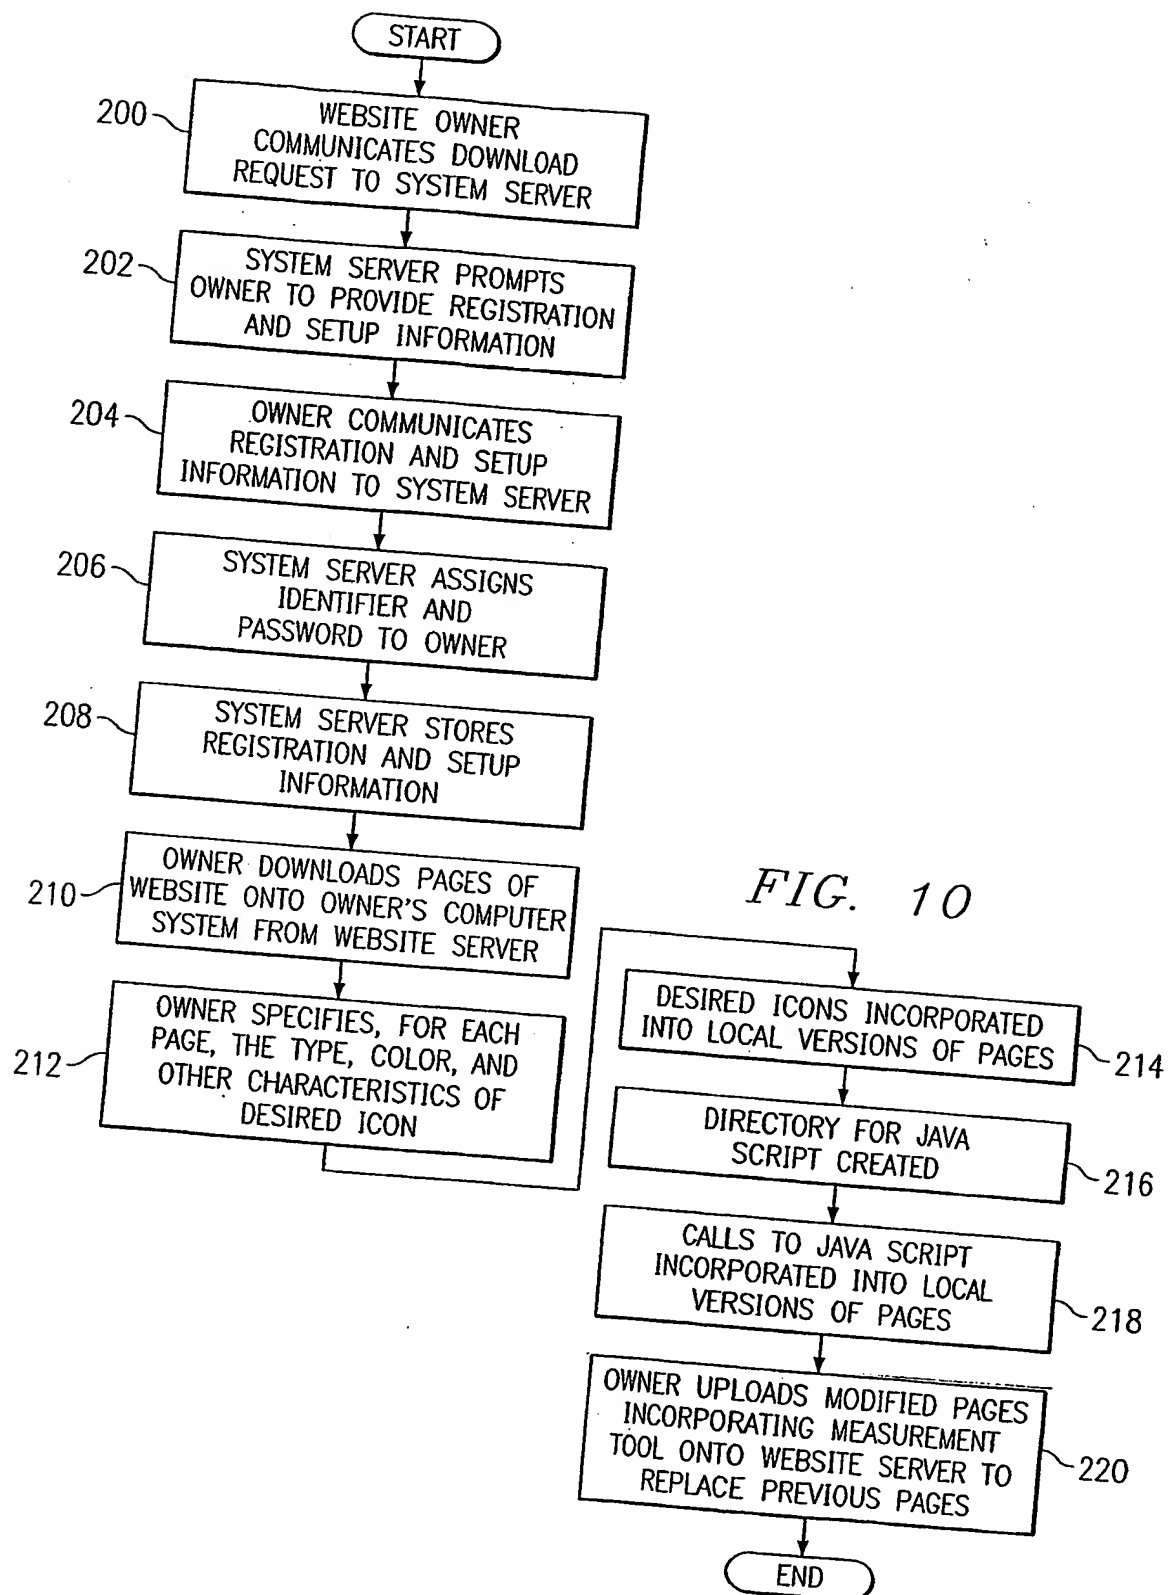 START
200
WEBSITE OWNER
COMMUNICATES DOWNLOAD
REQUEST TO SYSTEM SERVER
202
SYSTEM SERVER PROMPTS
OWNER TO PROVIDE REGISTRATION
AND SETUP INFORMATION
204
OWNER COMMUNICATES
REGISTRATION AND SETUP
INFORMATION TO SYSTEM SERVER
206
SYSTEM SERVER ASSIGNS
IDENTIFIER AND
PASSWORD TO OWNER
208
SYSTEM SERVER STORES
REGISTRATION AND SETUP
INFORMATION
210
OWNER DOWNLOADS PAGES OF
WEBSITE ONTO OWNER'S COMPUTER
SYSTEM FROM WEBSITE SERVER
212
OWNER SPECIFIES, FOR EACH
PAGE, THE TYPE, COLOR, AND
OTHER CHARACTERISTICS OF
DESIRED ICON
FIG. 10
DESIRED ICONS INCORPORATED
INTO LOCAL VERSIONS OF PAGES
214
DIRECTORY FOR JAVA
SCRIPT CREATED
216
CALLS TO JAVA SCRIPT
INCORPORATED INTO LOCAL
VERSIONS OF PAGES
218
OWNER UPLOADS MODIFIED PAGES
INCORPORATING MEASUREMENT
TOOL ONTO WEBSITE SERVER TO
REPLACE PREVIOUS PAGES
220
END